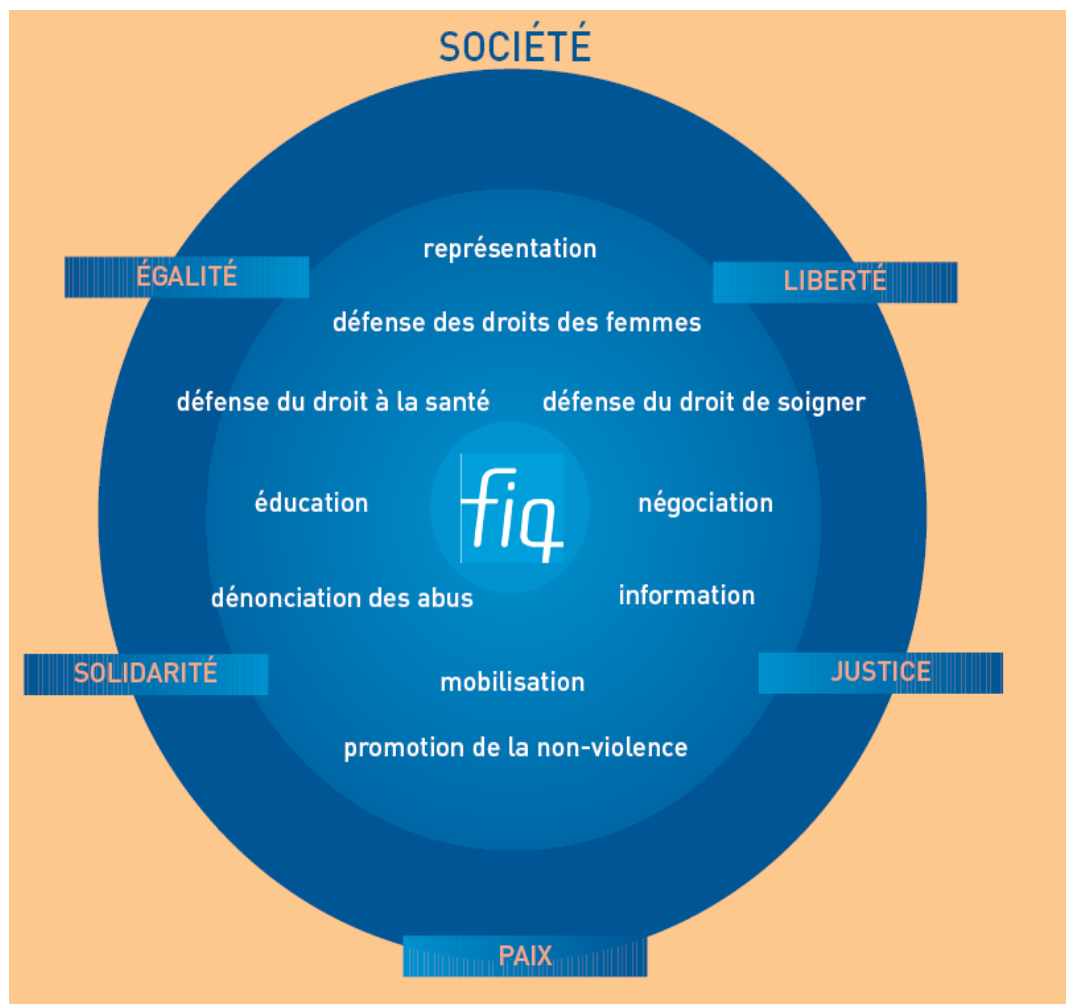 SOCIÉTÉ
représentation
ÉGALITÉ
LIBERTÉ
défense des droits des femmes
défense du droit à la santé
défense du droit de soigner
éducation
fiq
négociation
dénonciation des abus
information
SOLIDARITÉ
JUSTICE
mobilisation
promotion de la non-violence
PAIX